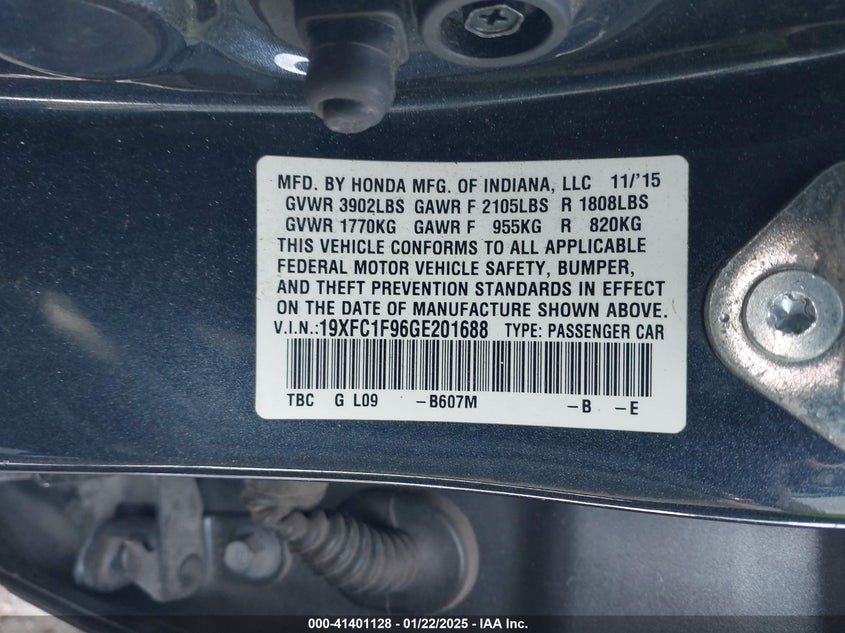 MFD. BY HONDA MFG. OF INDIANA, LLC 11/'15
GVWR 3902LBS GAWR F 2105LBS R 1808LBS
GVWR 1770KG GAWR F 955KG R 820KG
THIS VEHICLE CONFORMS TO ALL APPLICABLE
FEDERAL MOTOR VEHICLE SAFETY, BUMPER,
AND THEFT PREVENTION STANDARDS IN EFFECT
ON THE DATE OF MANUFACTURE SHOWN ABOVE.
V.I.N.:19XFC1F96GE201688 TYPE: PASSENGER CAR
TBC G L09 -B607M -B -E
000-41401128 - 01/22/2025 - IAA Inc.